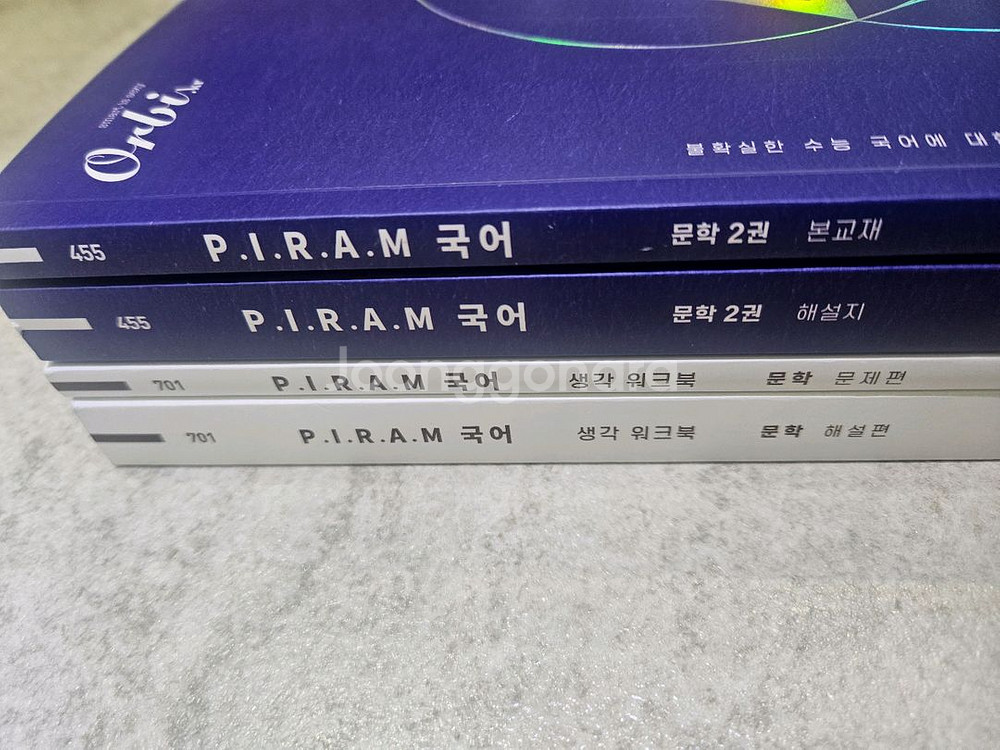 Orbi.kr
불확실한 수능 국어에 대한
455 P.I.R.A.M 국어 문학 2권 본교재
455 P.I.R.A.M 국어 문학 2권 해설지
701 P.I.R.A.M 국어 생각 워크북 문학 문제편
701 P.I.R.A.M 국어 생각 워크북 문학 해설편